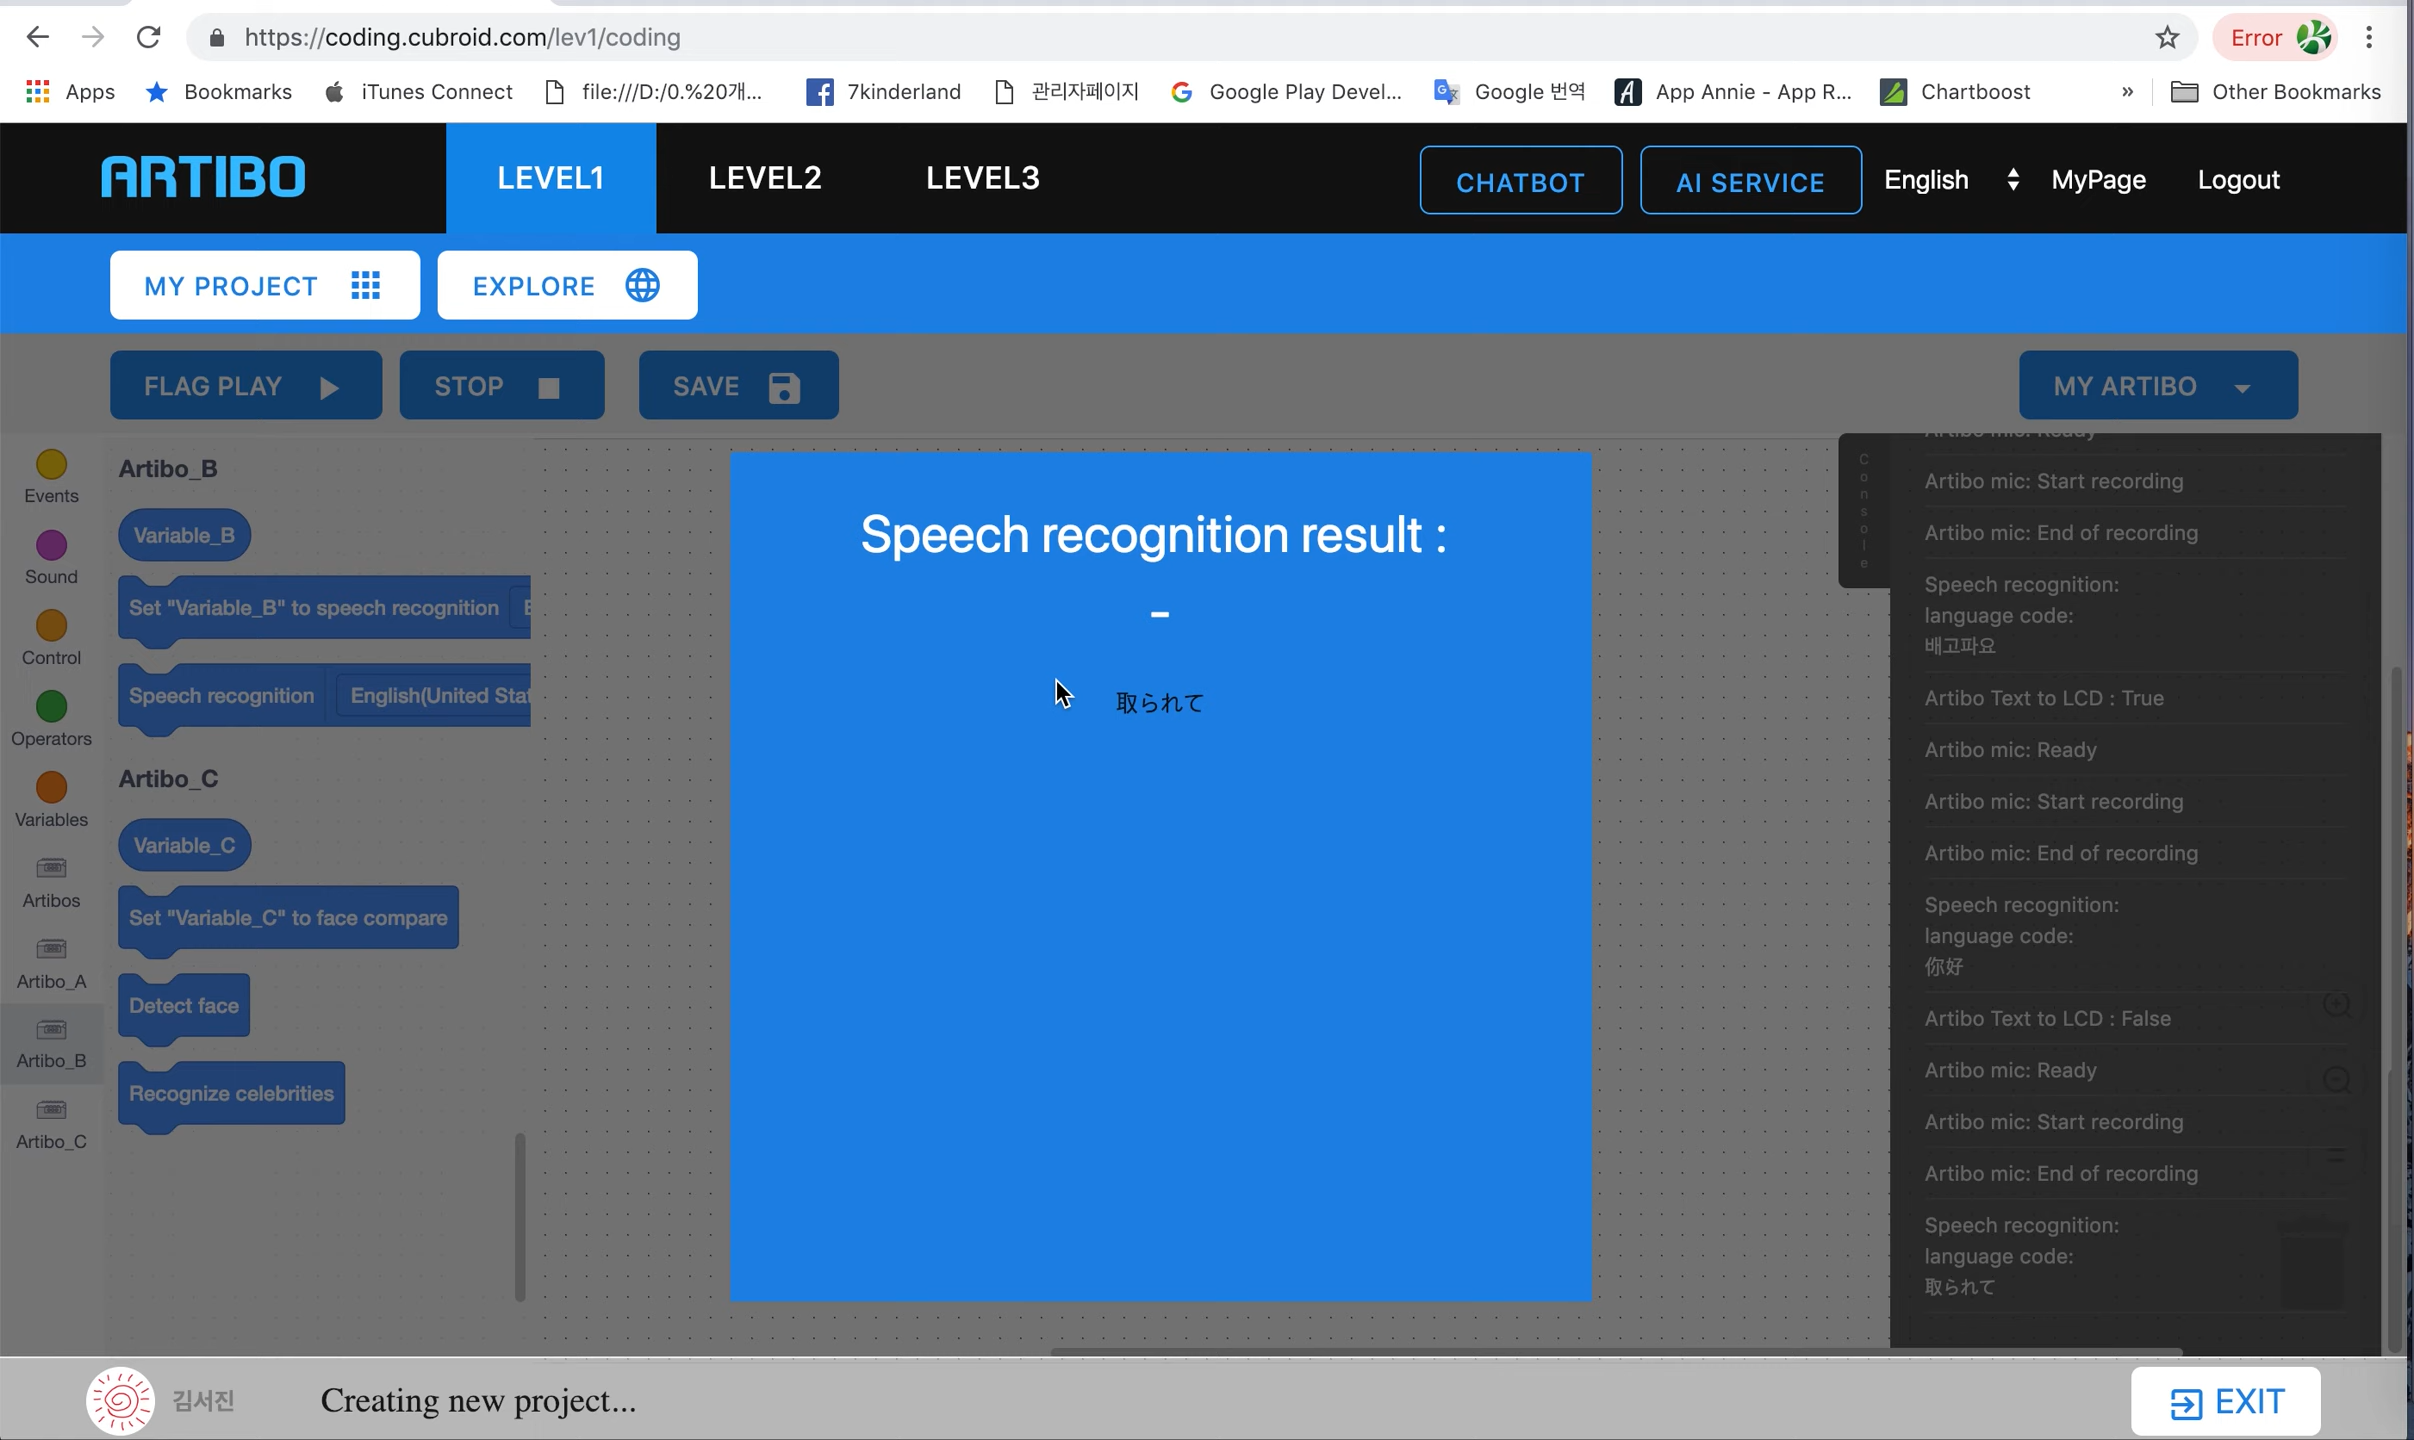 https://coding.cubroid.com/lev1/coding
Error
Apps
Bookmarks
iTunes Connect
file:///D:/0.%20개...
7kinderland
관리자페이지
Google Play Devel...
Google 번역
App Annie - App R...
Chartboost
»
Other Bookmarks
ARTIBO
LEVEL1
LEVEL2
LEVEL3
CHATBOT
AI SERVICE
English
MyPage
Logout
MY PROJECT
EXPLORE
FLAG PLAY
STOP
SAVE
MY ARTIBO
Events
Sound
Control
Operators
Variables
Artibos
Artibo_A
Artibo_B
Artibo_C
Artibo_B
Variable_B
Set "Variable_B" to speech recognition
Speech recognition English(United Stat
Artibo_C
Variable_C
Set "Variable_C" to face compare
Detect face
Recognize celebrities
Speech recognition result :
-
取られて
Console
Artibo mic: Ready
Artibo mic: Start recording
Artibo mic: End of recording
Speech recognition:
language code:
배고파요
Artibo Text to LCD : True
Artibo mic: Ready
Artibo mic: Start recording
Artibo mic: End of recording
Speech recognition:
language code:
你好
Artibo Text to LCD : False
Artibo mic: Ready
Artibo mic: Start recording
Artibo mic: End of recording
Speech recognition:
language code:
取られて
김서진
Creating new project...
EXIT